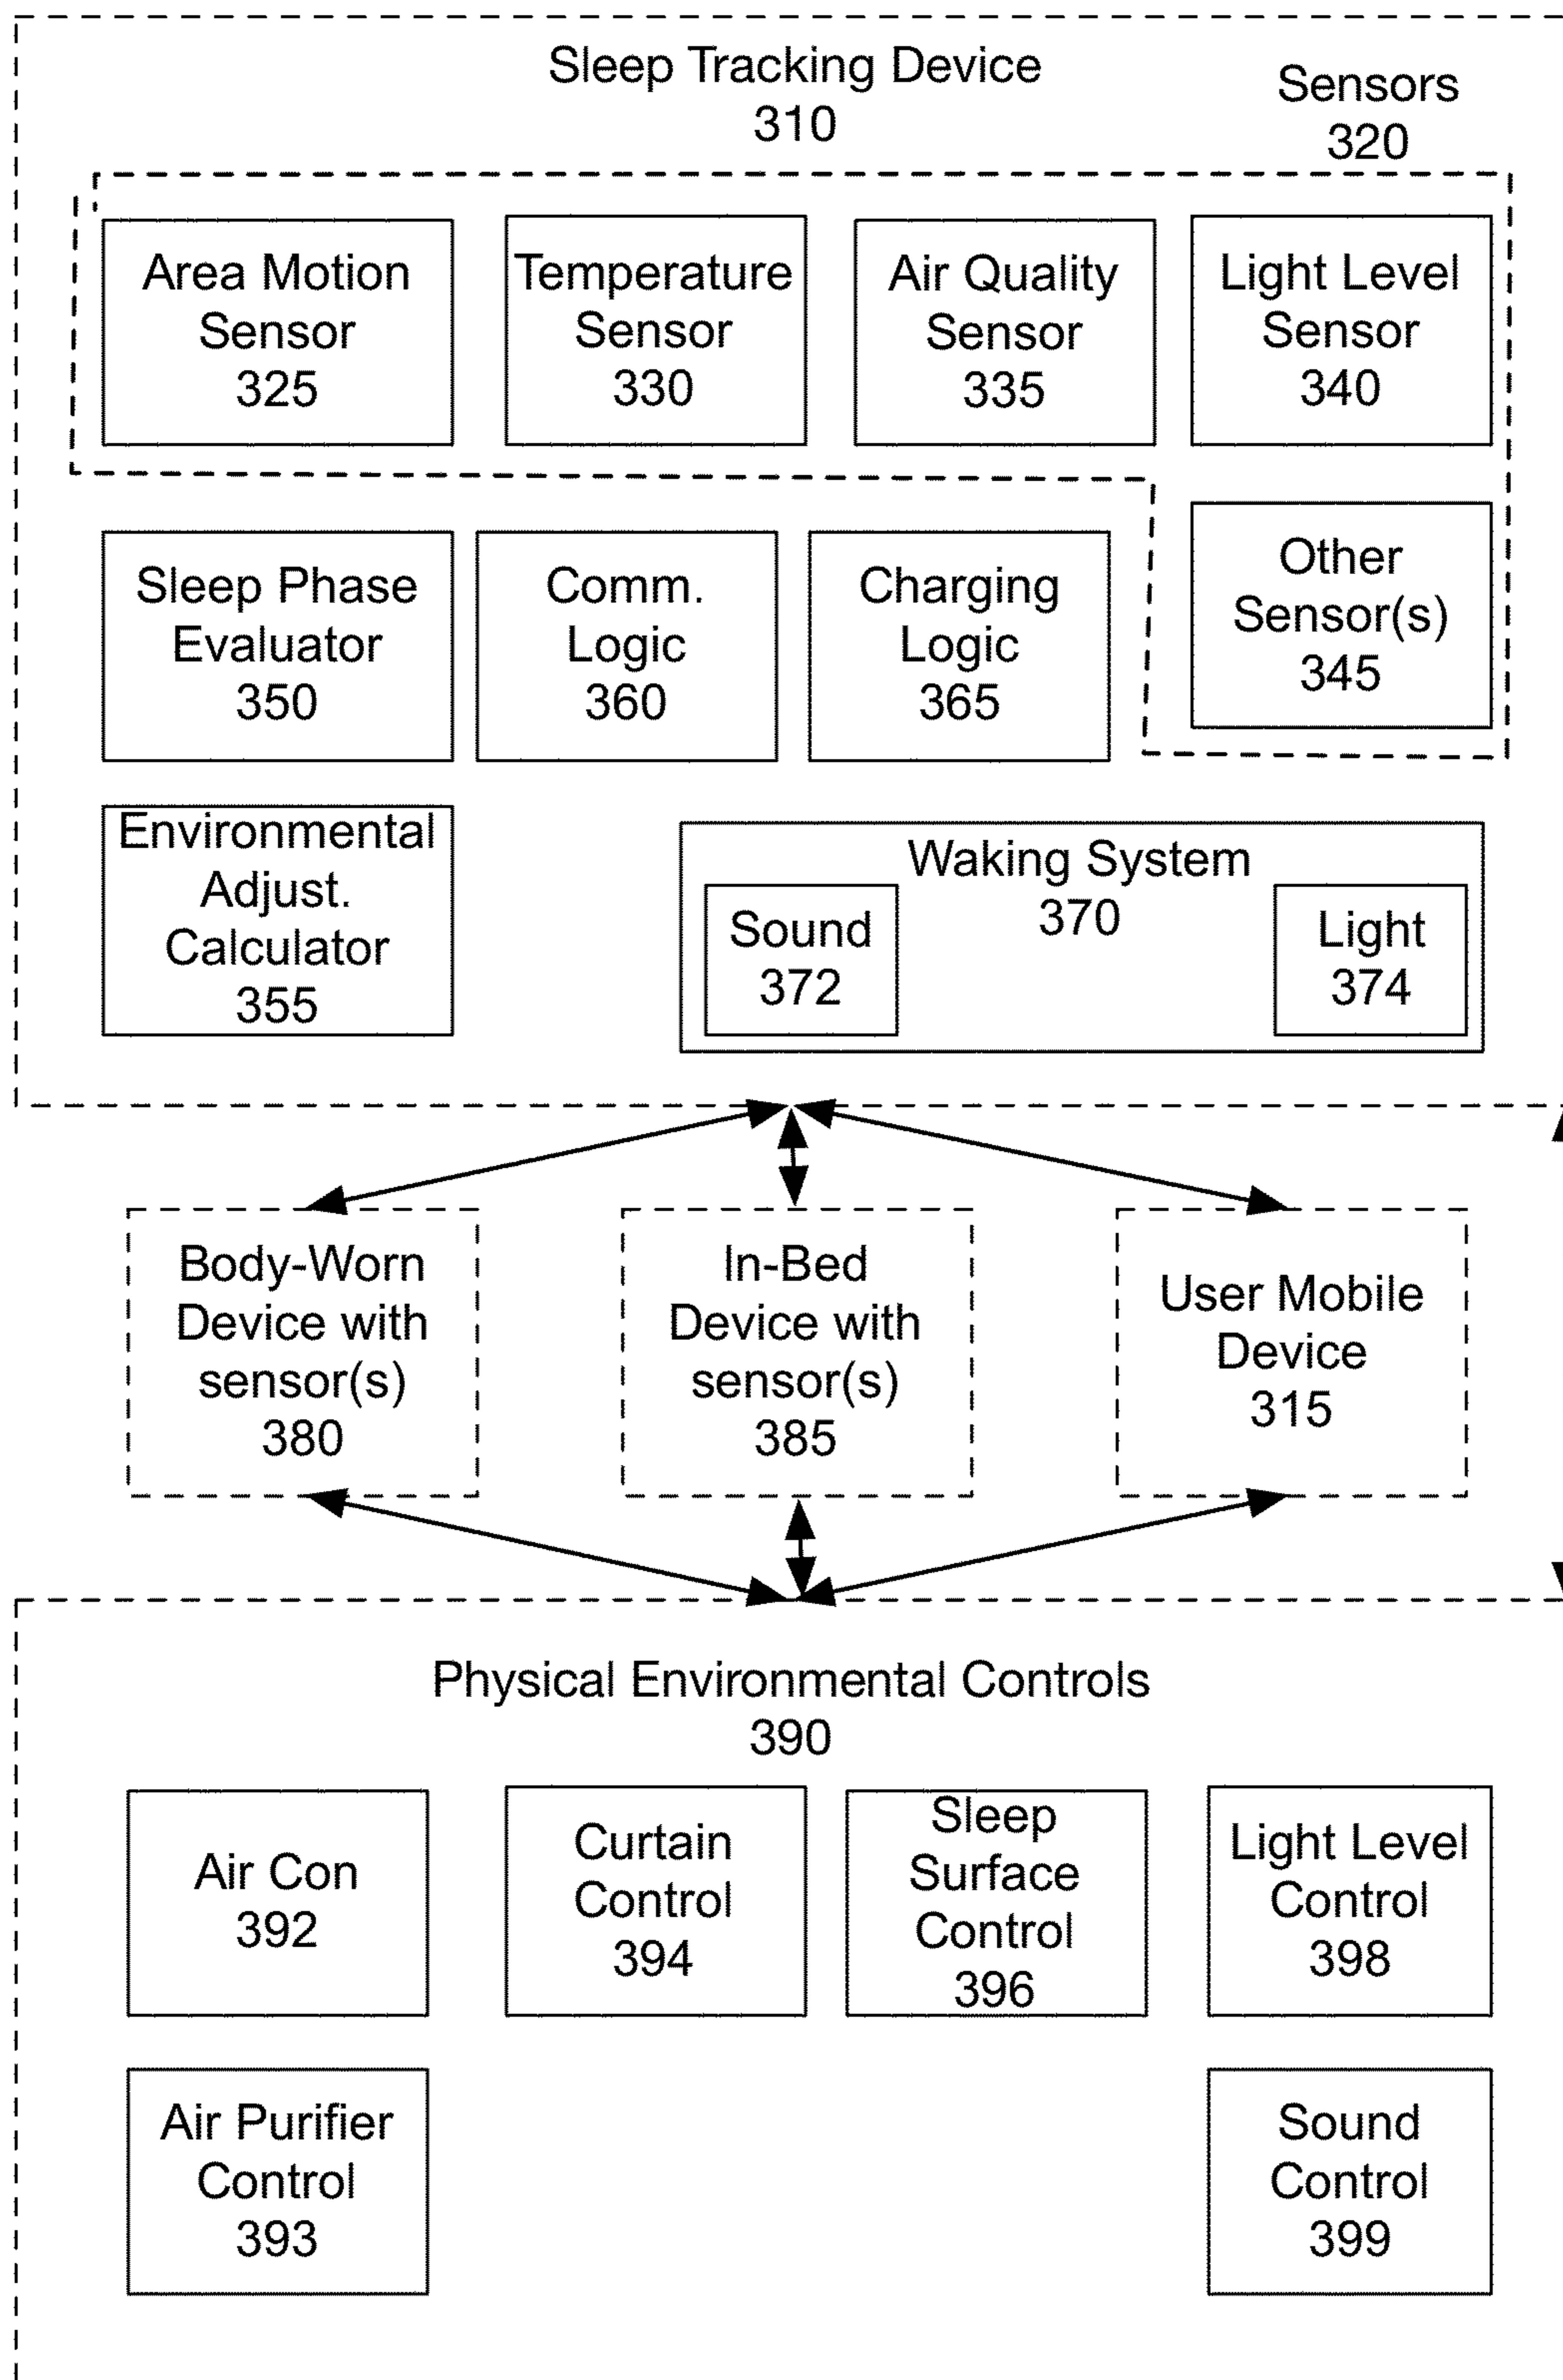 Sleep Tracking Device
310
Sensors
320
Area Motion
Sensor
325
Temperature
Sensor
330
Air Quality
Sensor
335
Light Level
Sensor
340
Sleep Phase
Evaluator
350
Comm.
Logic
360
Charging
Logic
365
Other
Sensor(s)
345
Environmental
Adjust.
Calculator
355
Waking System
370
Sound
372
Light
374
Body-Worn
Device with
sensor(s)
380
In-Bed
Device with
sensor(s)
385
User Mobile
Device
315
Physical Environmental Controls
390
Air Con
392
Curtain
Control
394
Sleep
Surface
Control
396
Light Level
Control
398
Air Purifier
Control
393
Sound
Control
399